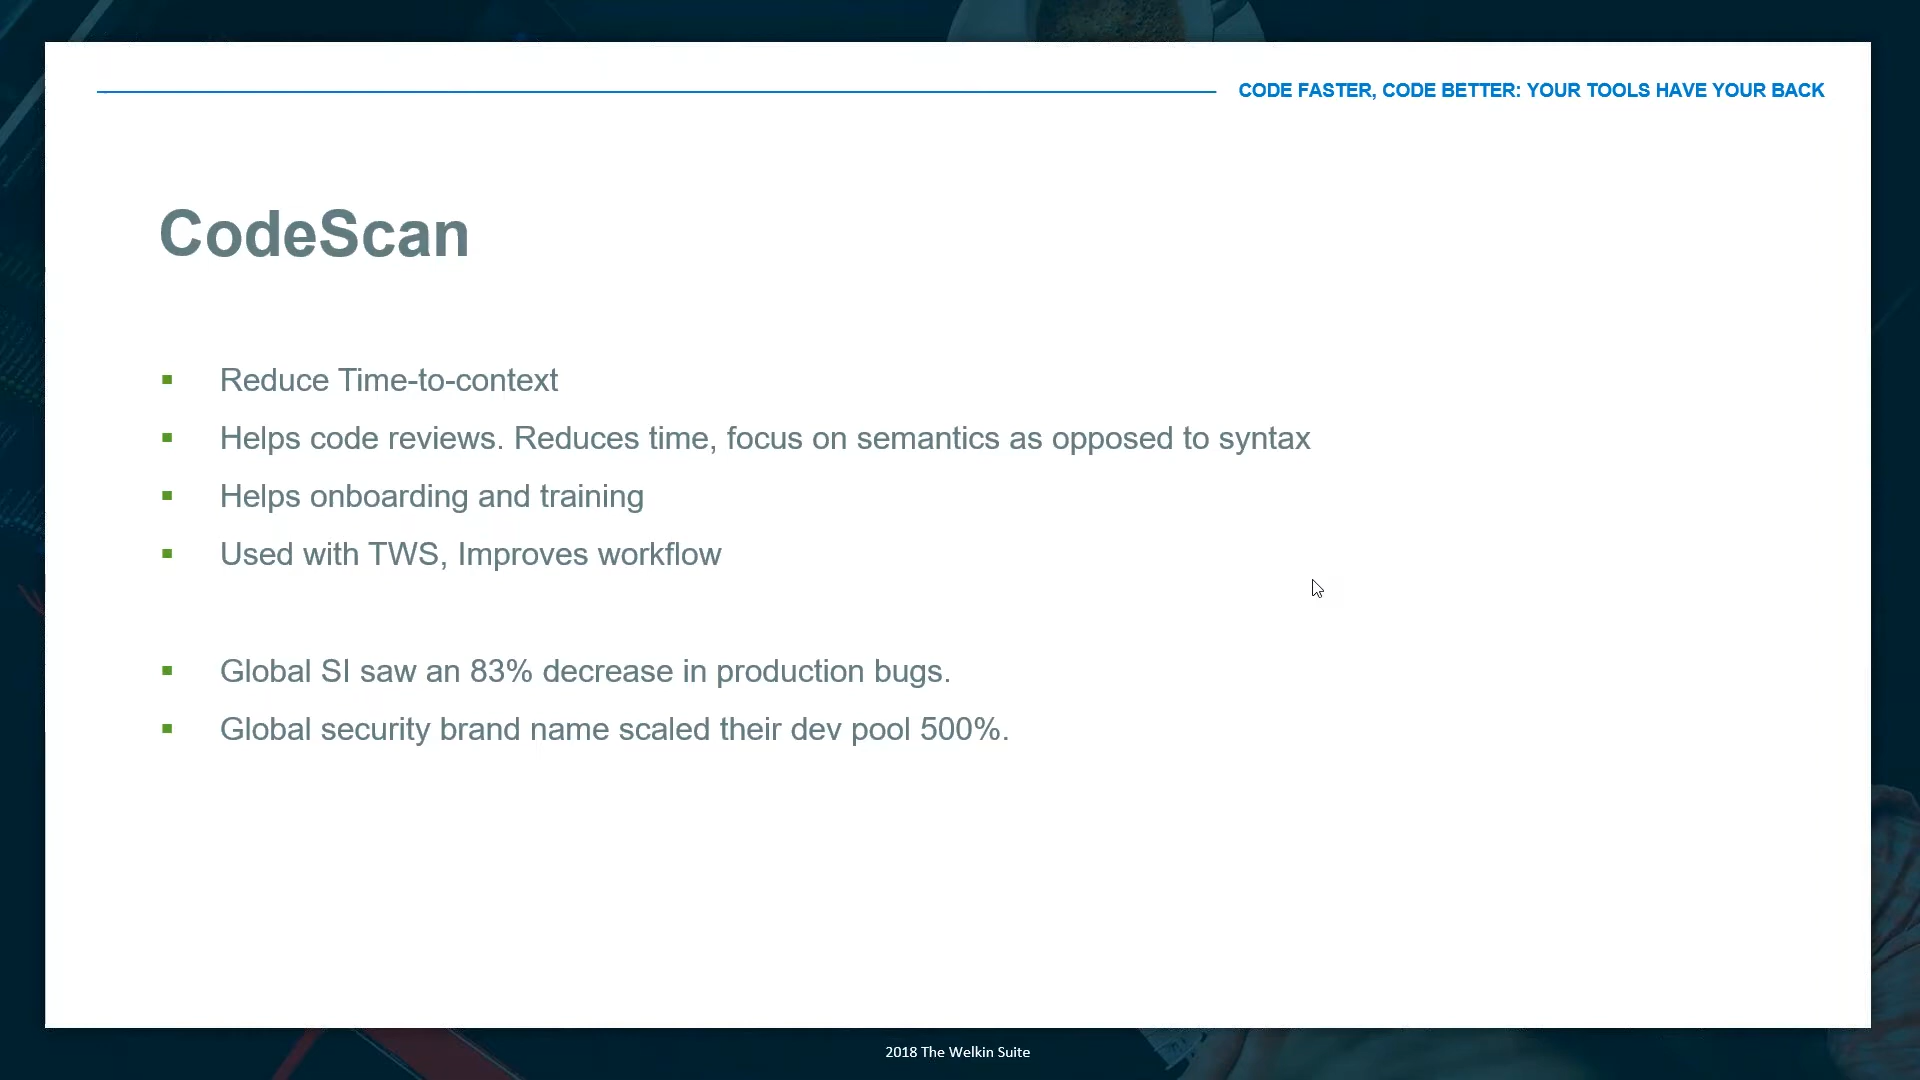 CODE FASTER, CODE BETTER: YOUR TOOLS HAVE YOUR BACK
CodeScan
▪ Reduce Time-to-context
▪ Helps code reviews. Reduces time, focus on semantics as opposed to syntax
▪ Helps onboarding and training
▪ Used with TWS, Improves workflow
▪ Global SI saw an 83% decrease in production bugs.
▪ Global security brand name scaled their dev pool 500%.
2018 The Welkin Suite